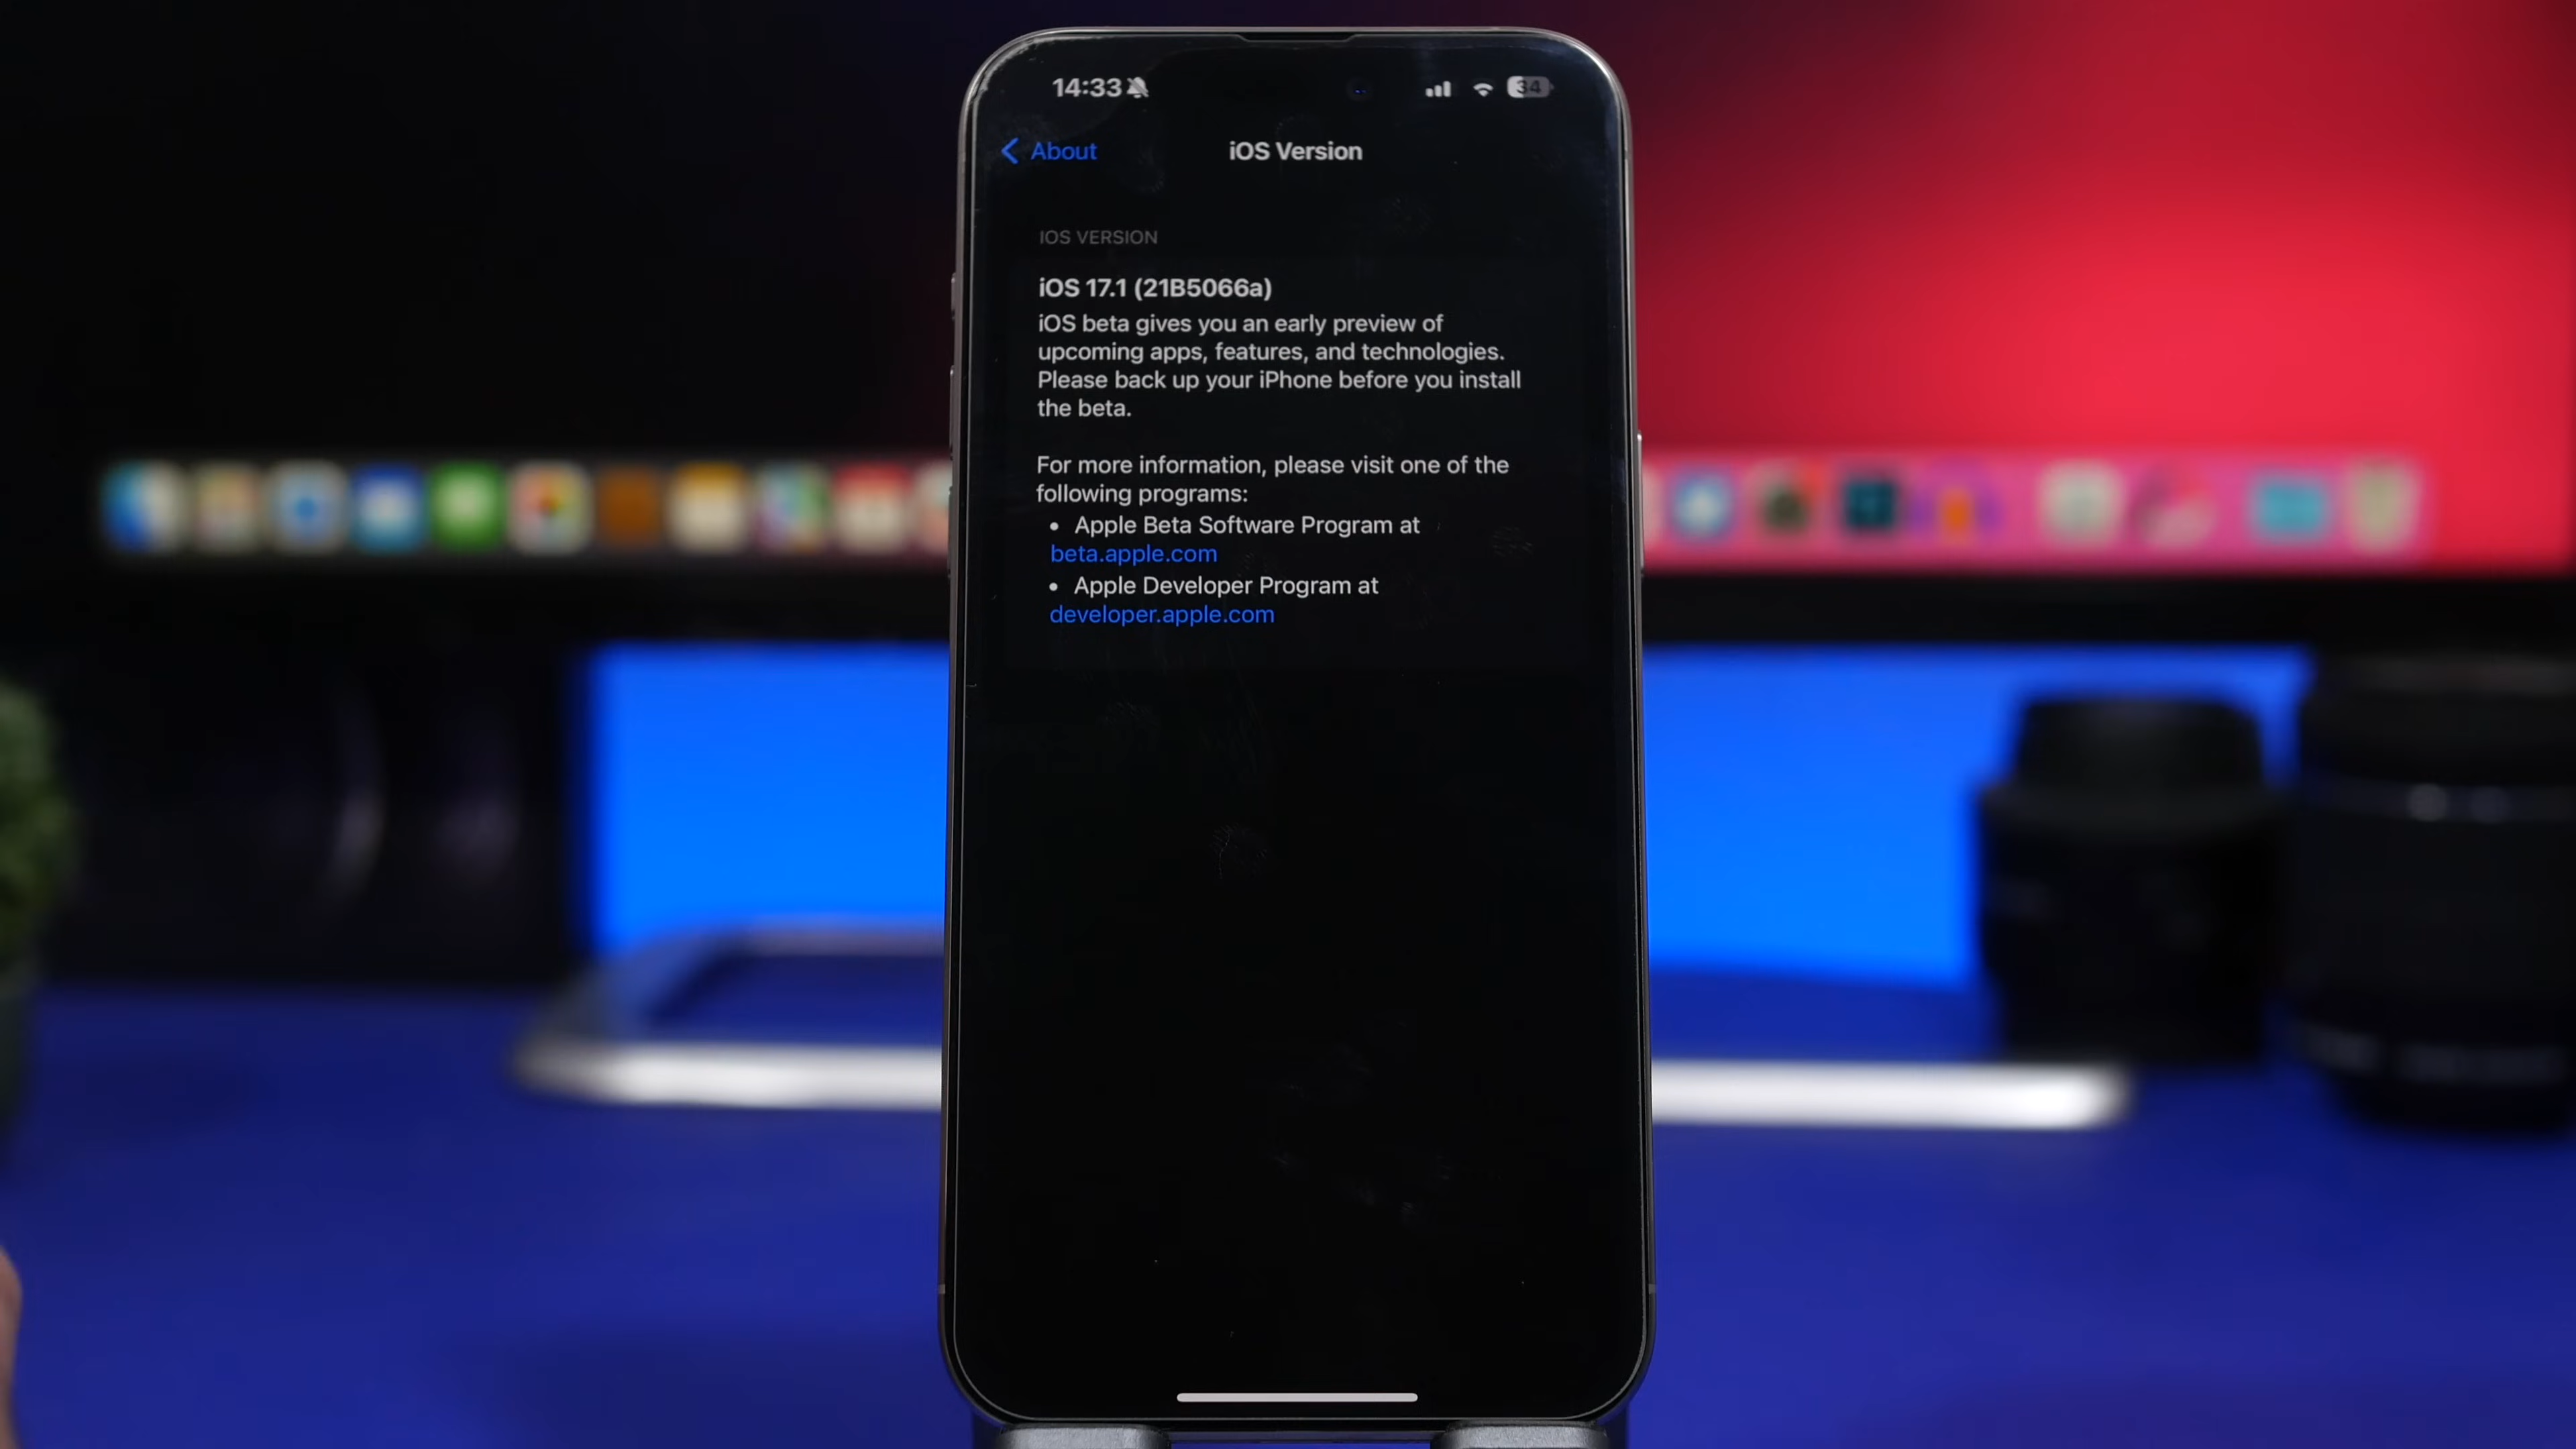 14:33
34
About
iOS Version
IOS VERSION
iOS 17.1 (21B5066a)
iOS beta gives you an early preview of
upcoming apps, features, and technologies.
Please back up your iPhone before you install
the beta.
For more information, please visit one of the
following programs:
• Apple Beta Software Program at
beta.apple.com
• Apple Developer Program at
developer.apple.com